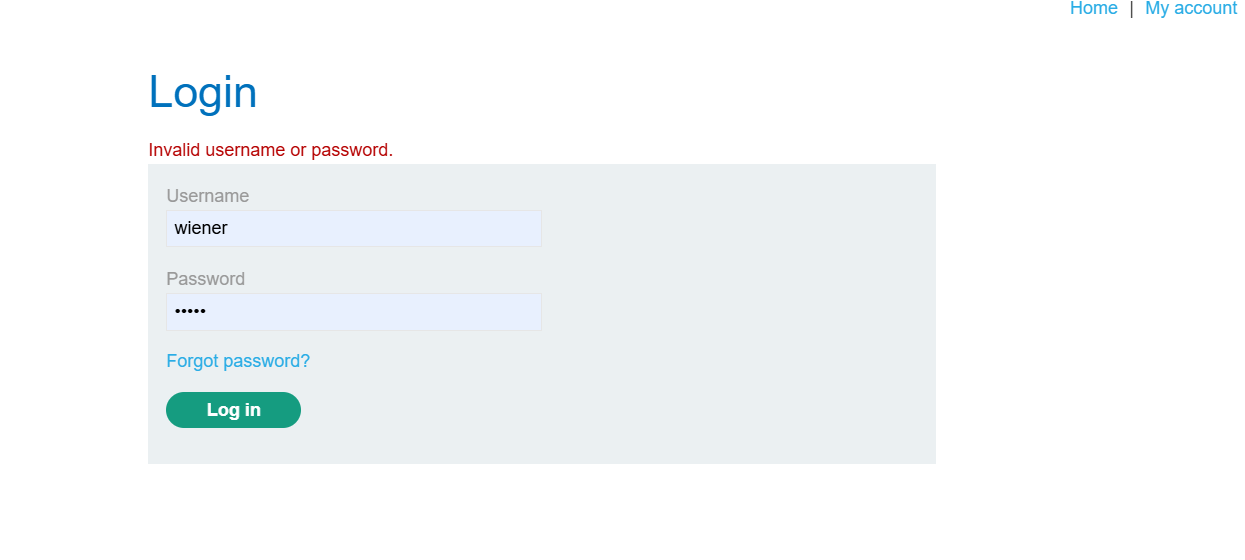 Home | My account
Login
Invalid username or password.
Username
wiener
Password
•••••
Forgot password?
Log in